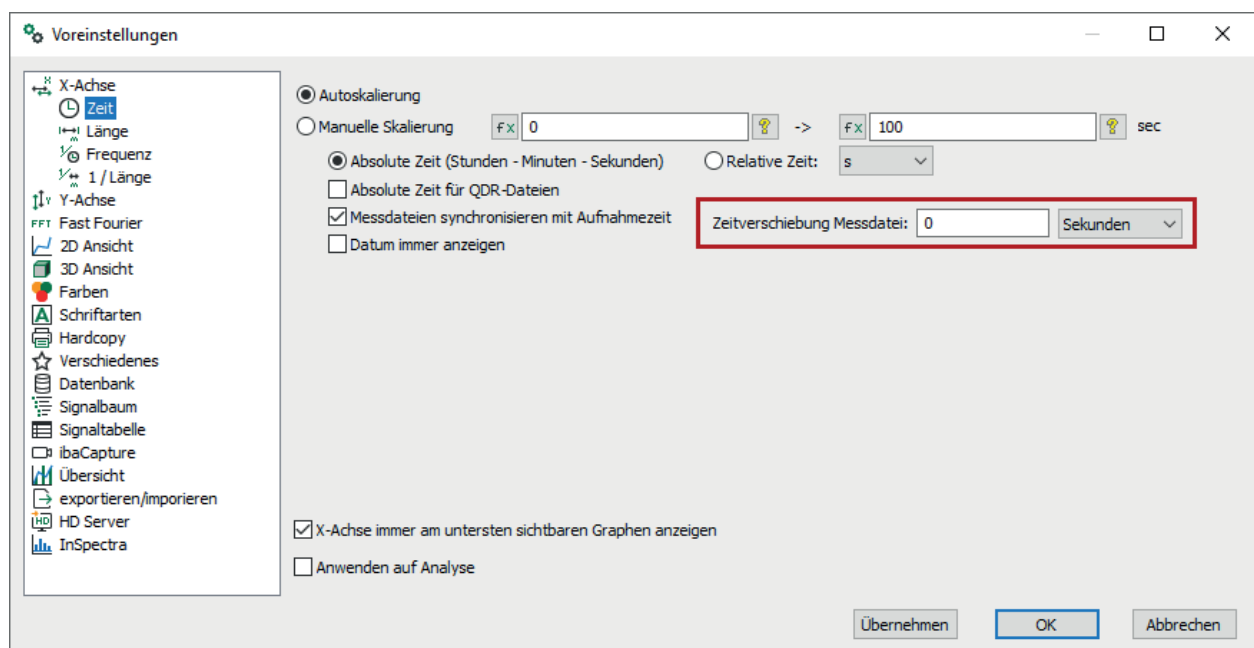 Voreinstellungen
X-Achse
Zeit
Länge
Frequenz
1 / Länge
Y-Achse
FFT Fast Fourier
2D Ansicht
3D Ansicht
Farben
A Schriftarten
Hardcopy
Verschiedenes
Datenbank
Signalbaum
Signaltabelle
ibaCapture
Übersicht
exportieren/imporieren
HD HD Server
InSpectra
Autoskalierung
Manuelle Skalierung fx 0 ? -> fx 100 ? sec
Absolute Zeit (Stunden - Minuten - Sekunden) Relative Zeit: s
Absolute Zeit für QDR-Dateien
Messdateien synchronisieren mit Aufnahmezeit Zeitverschiebung Messdatei: 0 Sekunden
Datum immer anzeigen
X-Achse immer am untersten sichtbaren Graphen anzeigen
Anwenden auf Analyse
Übernehmen OK Abbrechen